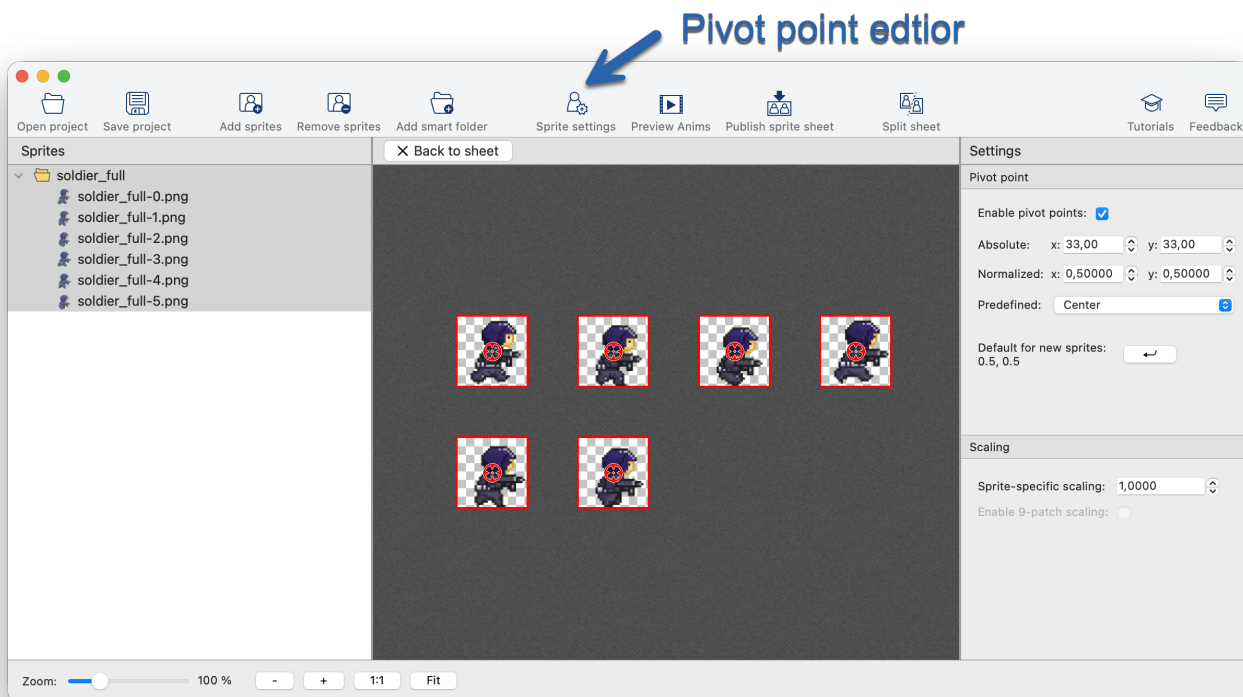 Pivot point edtior
Open project
Save project
Add sprites
Remove sprites
Add smart folder
Sprite settings
Preview Anims
Publish sprite sheet
Split sheet
Tutorials
Feedback
Sprites
Back to sheet
Settings
soldier_full
soldier_full-0.png
soldier_full-1.png
soldier_full-2.png
soldier_full-3.png
soldier_full-4.png
soldier_full-5.png
Pivot point
Enable pivot points:
Absolute: x: 33,00 y: 33,00
Normalized: x: 0,50000 y: 0,50000
Predefined: Center
Default for new sprites:
0.5, 0.5
Scaling
Sprite-specific scaling: 1,0000
Enable 9-patch scaling:
Zoom: 100 % - + 1:1 Fit